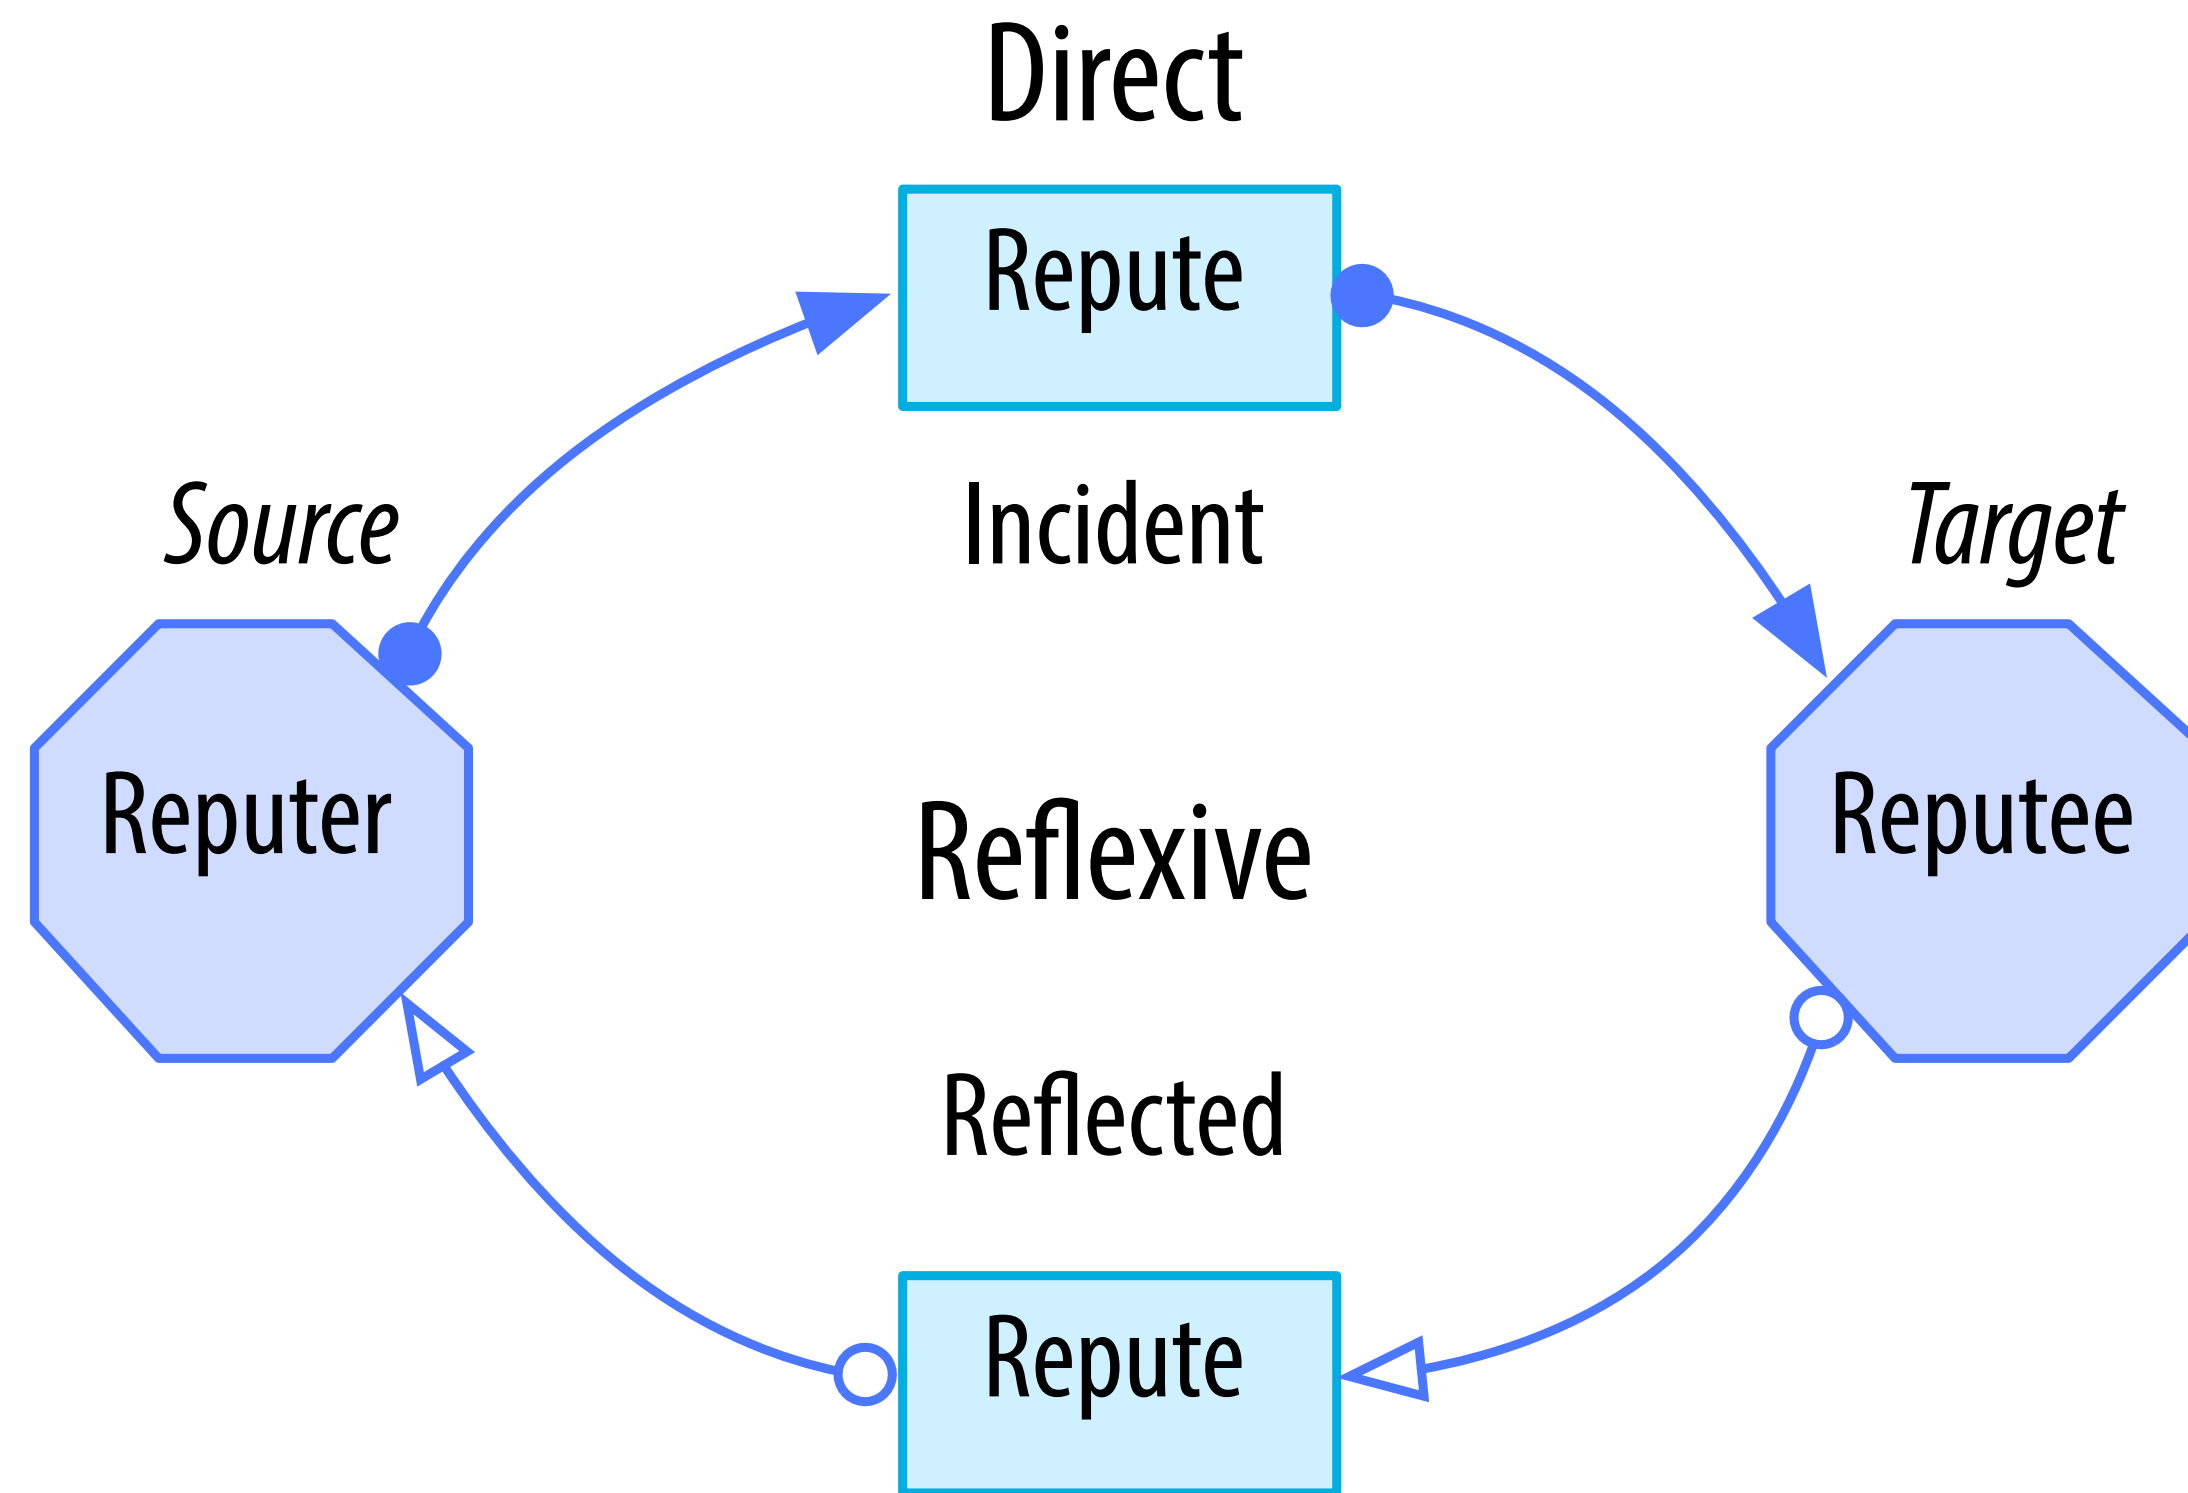 Direct
Repute
Source
Incident
Target
Reputer
Reflexive
Reputee
Reflected
Repute